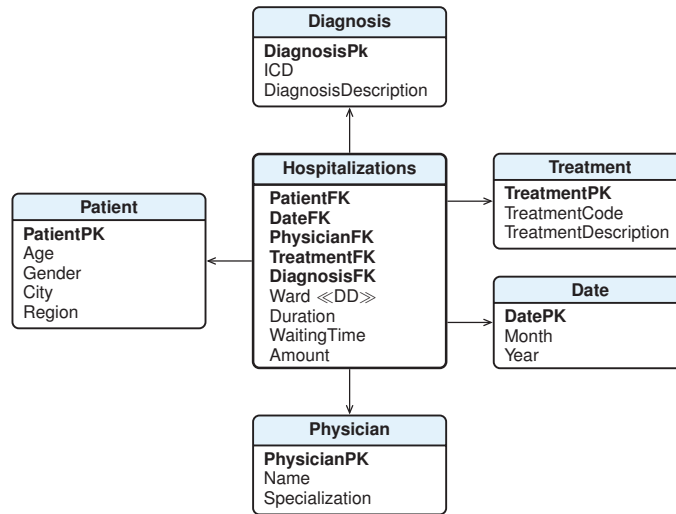 Diagnosis
DiagnosisPk
ICD
DiagnosisDescription
Hospitalizations
PatientFK
DateFK
PhysicianFK
TreatmentFK
DiagnosisFK
Ward ≪DD≫
Duration
WaitingTime
Amount
Treatment
TreatmentPK
TreatmentCode
TreatmentDescription
Patient
PatientPK
Age
Gender
City
Region
Date
DatePK
Month
Year
Physician
PhysicianPK
Name
Specialization